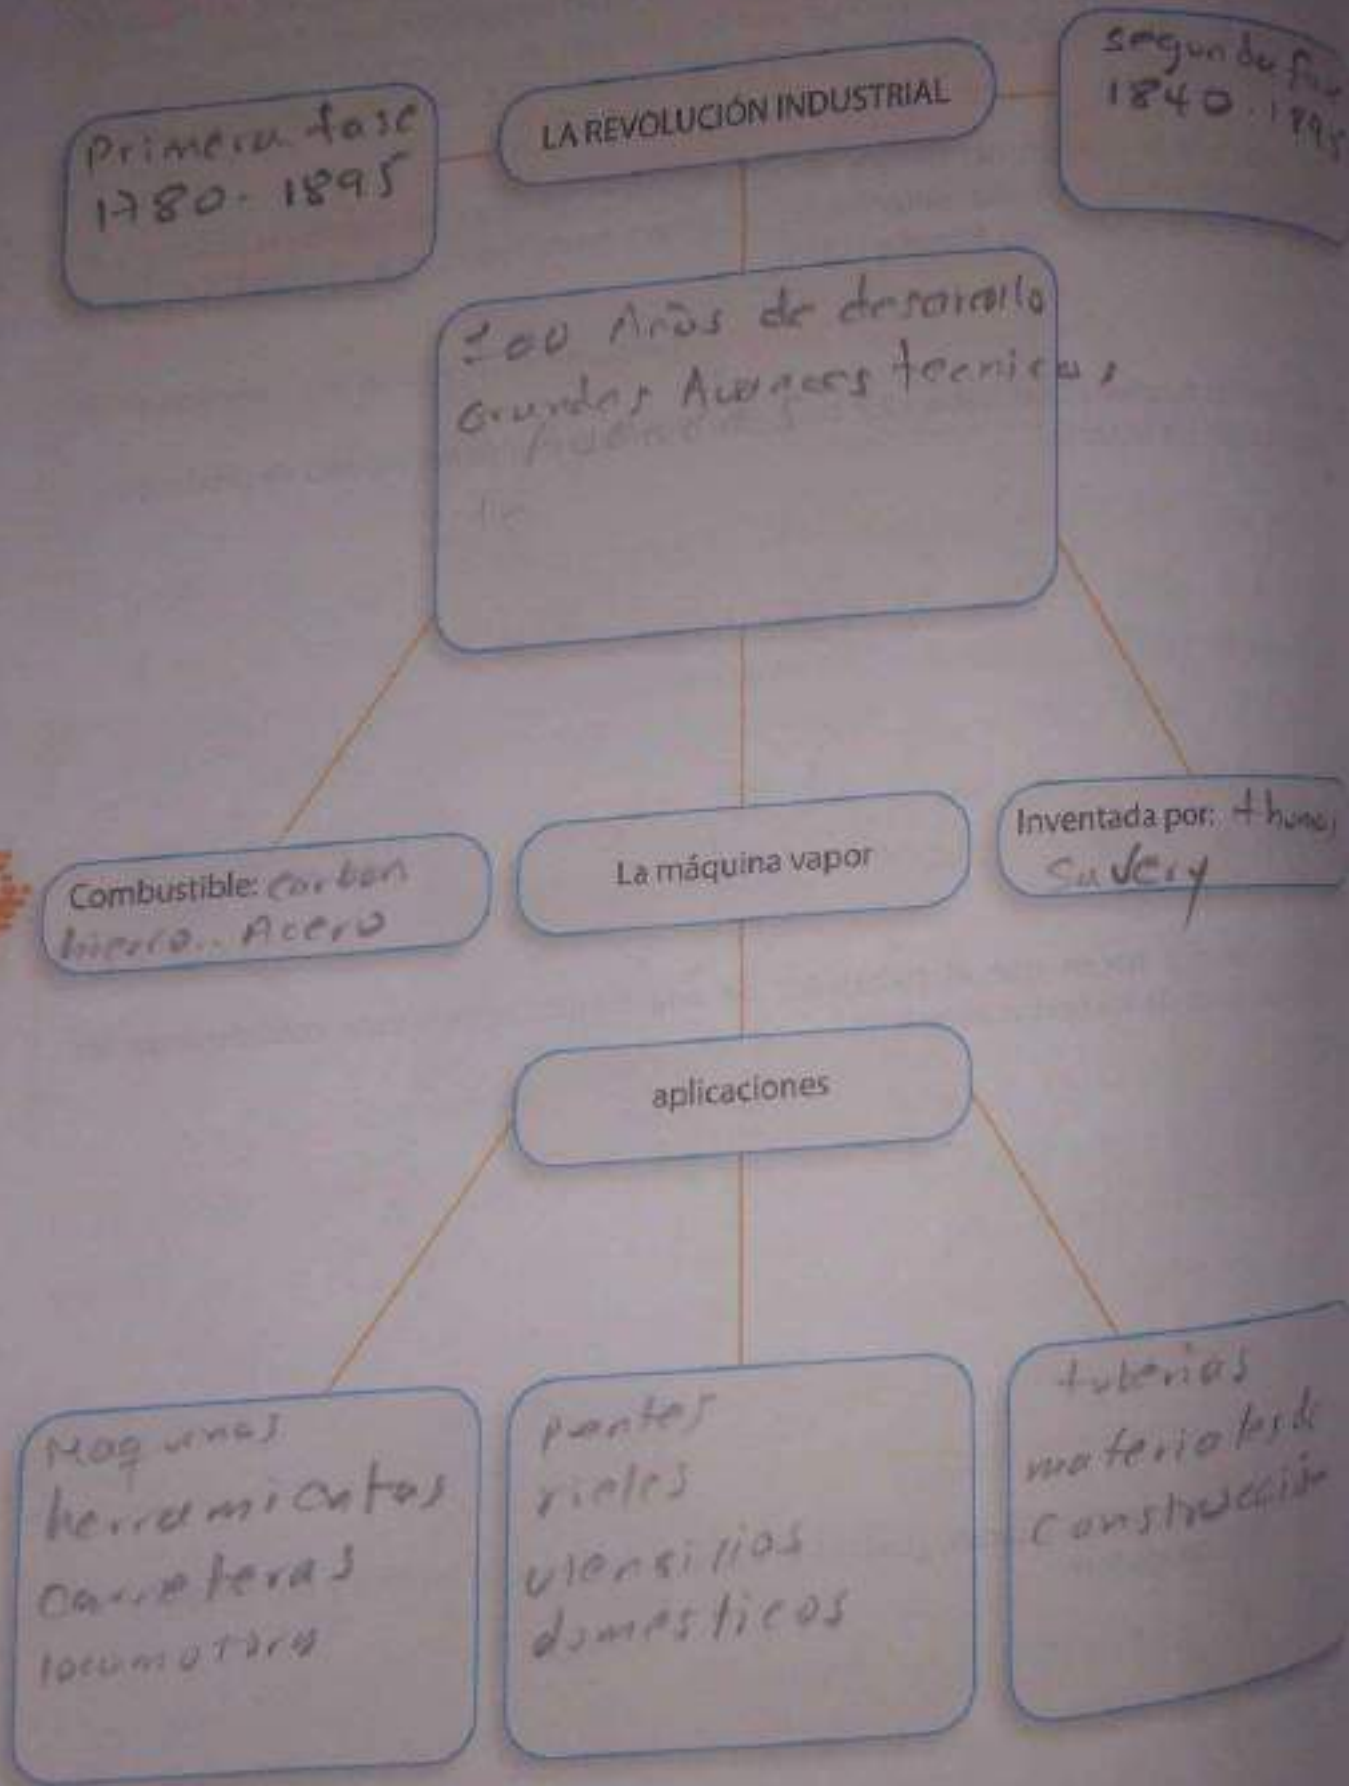 Primera fase
1780-1895
LA REVOLUCIÓN INDUSTRIAL
segunda
1840-1895
100 Años de desarrollo
Grandes Avances tecnicos
Combustible: carbon
hierro.. Acero
La máquina vapor
Inventada por: thomas
Savery
aplicaciones
Maquinas
herramientas
carreteras
locomotora
puentes
rieles
utensilios
domésticos
tuberias
materiales de
construcción